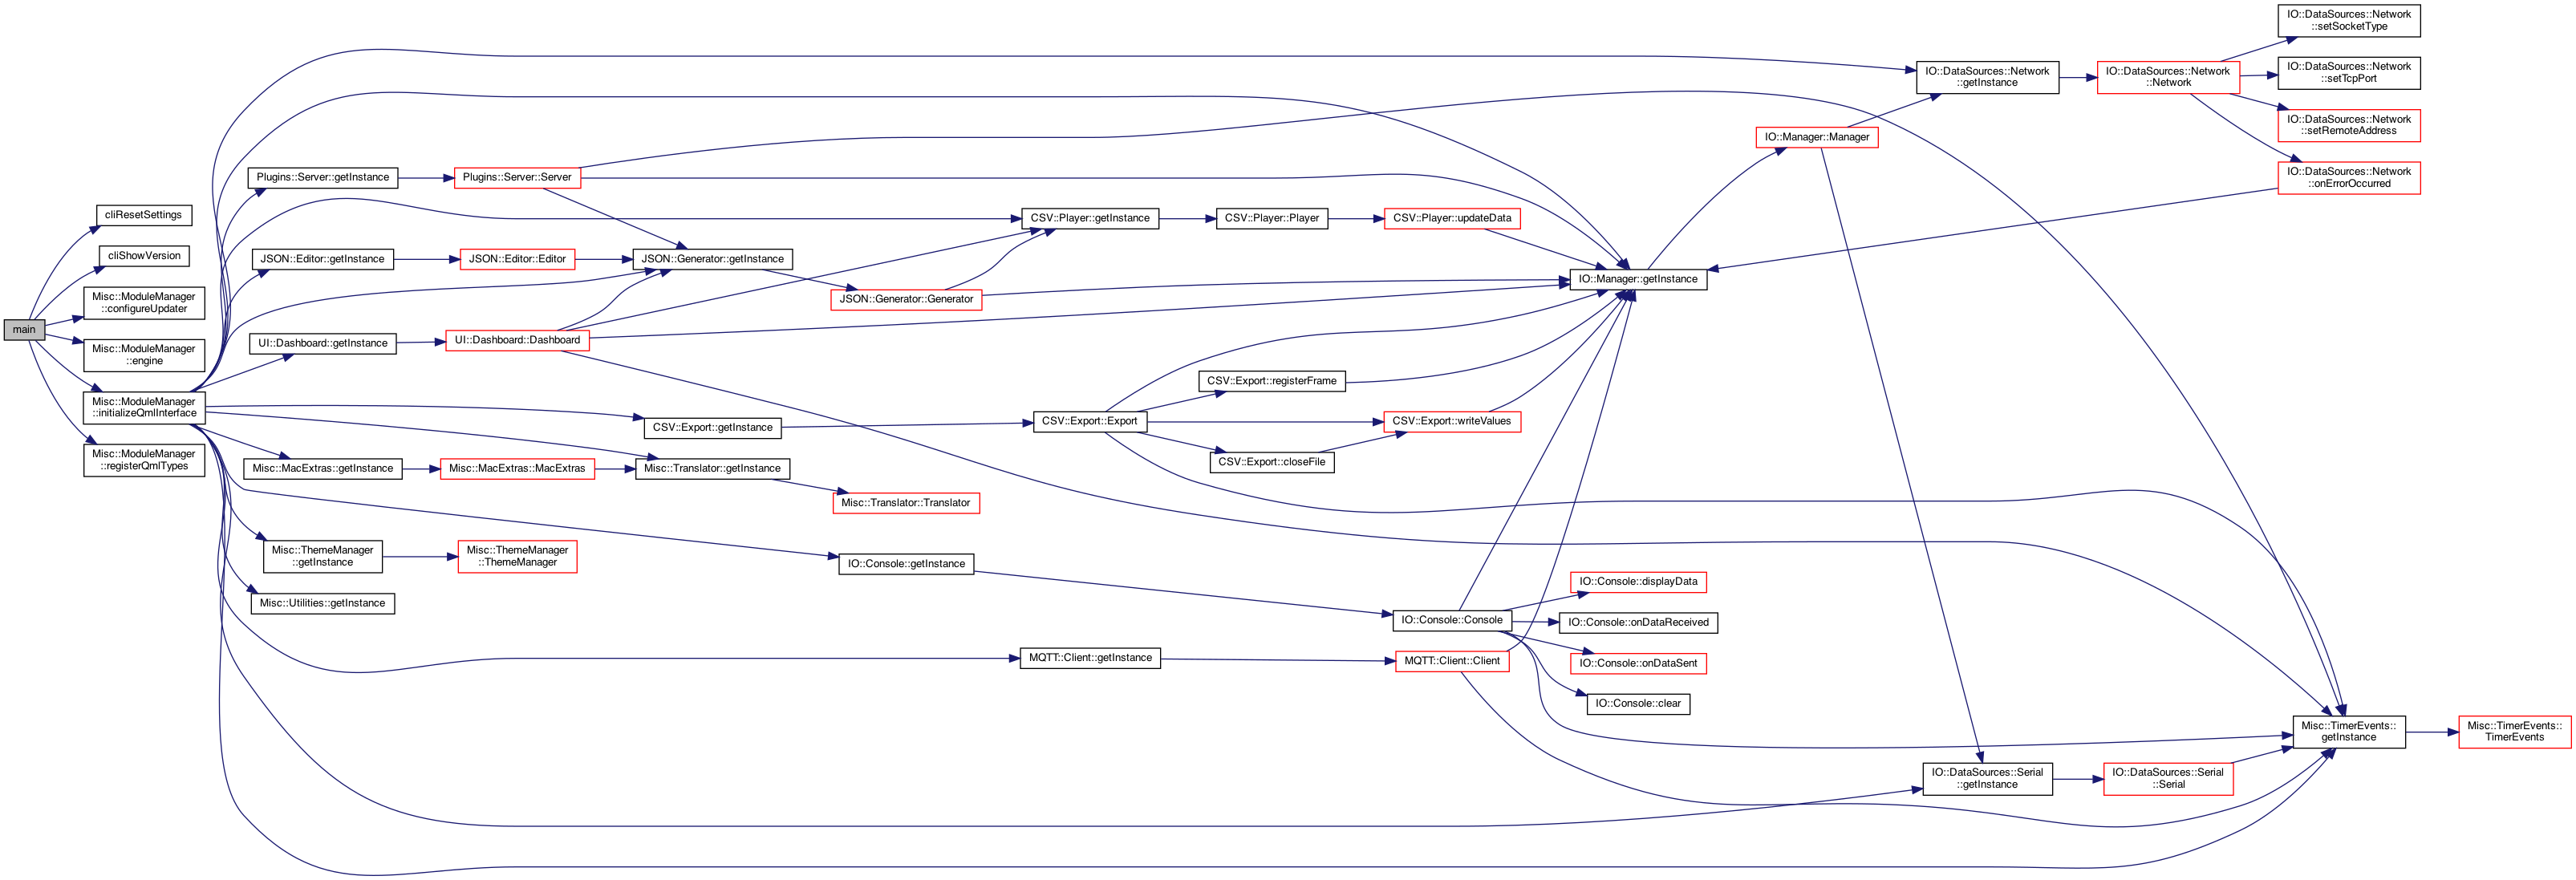 main
cliResetSettings
cliShowVersion
Misc::ModuleManager
::configureUpdater
Misc::ModuleManager
::engine
Misc::ModuleManager
::initializeQmlInterface
Misc::ModuleManager
::registerQmlTypes
Plugins::Server::getInstance
JSON::Editor::getInstance
UI::Dashboard::getInstance
Misc::MacExtras::getInstance
Misc::ThemeManager
::getInstance
Misc::Utilities::getInstance
Plugins::Server::Server
JSON::Editor::Editor
UI::Dashboard::Dashboard
Misc::MacExtras::MacExtras
Misc::ThemeManager
::ThemeManager
JSON::Generator::getInstance
CSV::Export::getInstance
Misc::Translator::getInstance
JSON::Generator::Generator
Misc::Translator::Translator
IO::Console::getInstance
CSV::Player::getInstance
CSV::Export::Export
MQTT::Client::getInstance
CSV::Player::Player
CSV::Export::registerFrame
CSV::Export::closeFile
CSV::Player::updateData
CSV::Export::writeValues
IO::Console::Console
MQTT::Client::Client
IO::Manager::getInstance
IO::Console::displayData
IO::Console::onDataReceived
IO::Console::onDataSent
IO::Console::clear
IO::Manager::Manager
IO::DataSources::Network
::getInstance
IO::DataSources::Serial
::getInstance
IO::DataSources::Network
::Network
IO::DataSources::Serial
::Serial
IO::DataSources::Network
::setSocketType
IO::DataSources::Network
::setTcpPort
IO::DataSources::Network
::setRemoteAddress
IO::DataSources::Network
::onErrorOccurred
Misc::TimerEvents::
getInstance
Misc::TimerEvents::
TimerEvents